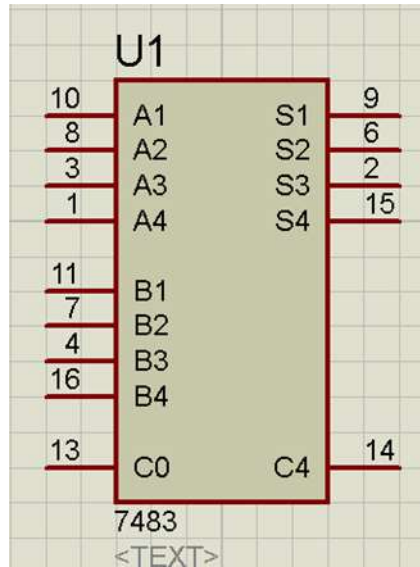 U1
10 A1 S1 9
8 A2 S2 6
3 A3 S3 2
1 A4 S4 15
11 B1
7 B2
4 B3
16 B4
13 C0 C4 14
7483
<TEXT>